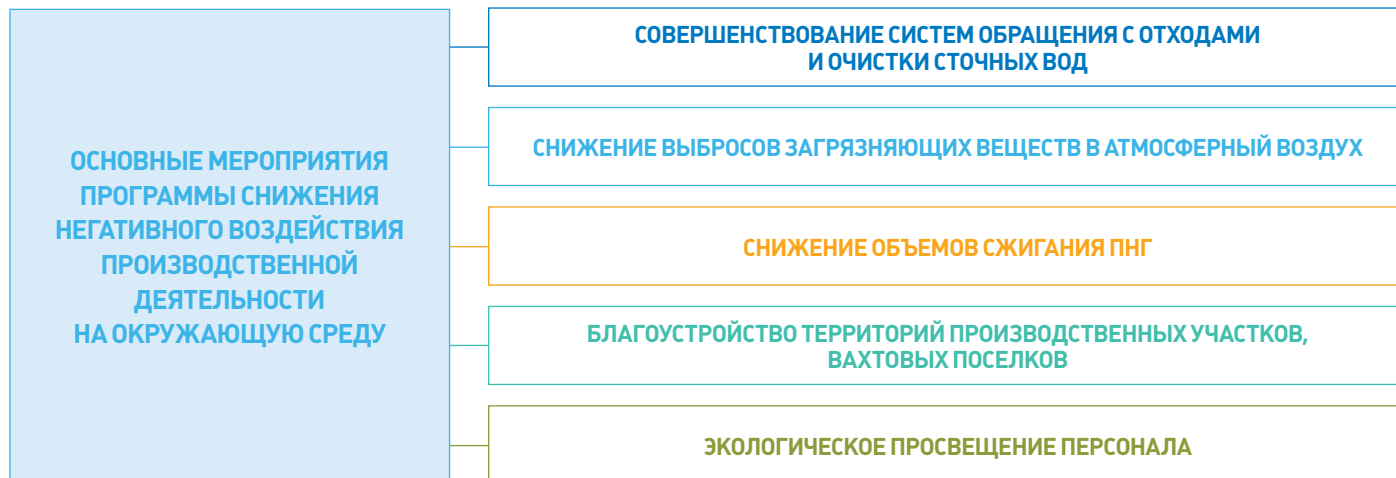 ОСНОВНЫЕ МЕРОПРИЯТИЯ
ПРОГРАММЫ СНИЖЕНИЯ
НЕГАТИВНОГО ВОЗДЕЙСТВИЯ
ПРОИЗВОДСТВЕННОЙ
ДЕЯТЕЛЬНОСТИ
НА ОКРУЖАЮЩУЮ СРЕДУ
СОВЕРШЕНСТВОВАНИЕ СИСТЕМ ОБРАЩЕНИЯ С ОТХОДАМИ
И ОЧИСТКИ СТОЧНЫХ ВОД
СНИЖЕНИЕ ВЫБРОСОВ ЗАГРЯЗНЯЮЩИХ ВЕЩЕСТВ В АТМОСФЕРНЫЙ ВОЗДУХ
СНИЖЕНИЕ ОБЪЕМОВ СЖИГАНИЯ ПНГ
БЛАГОУСТРОЙСТВО ТЕРРИТОРИЙ ПРОИЗВОДСТВЕННЫХ УЧАСТКОВ,
ВАХТОВЫХ ПОСЕЛКОВ
ЭКОЛОГИЧЕСКОЕ ПРОСВЕЩЕНИЕ ПЕРСОНАЛА